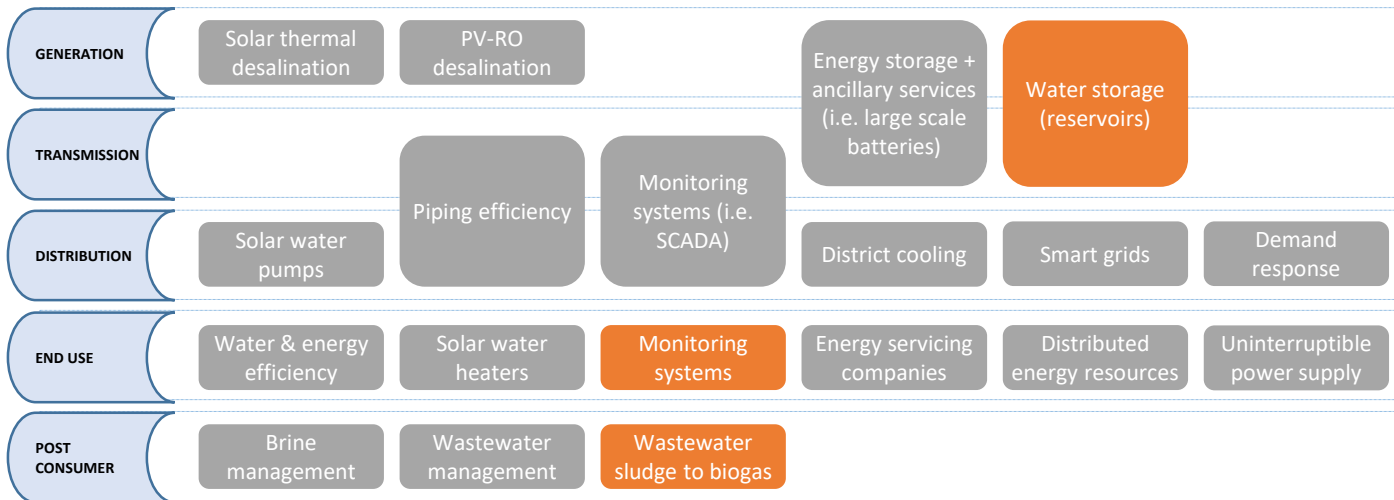 GENERATION
Solar thermal
desalination
PV-RO
desalination
Energy storage +
ancillary services
(i.e. large scale
batteries)
Water storage
(reservoirs)
TRANSMISSION
Piping efficiency
Monitoring
systems (i.e.
SCADA)
DISTRIBUTION
Solar water
pumps
District cooling
Smart grids
Demand
response
END USE
Water & energy
efficiency
Solar water
heaters
Monitoring
systems
Energy servicing
companies
Distributed
energy resources
Uninterruptible
power supply
POST
CONSUMER
Brine
management
Wastewater
management
Wastewater
sludge to biogas